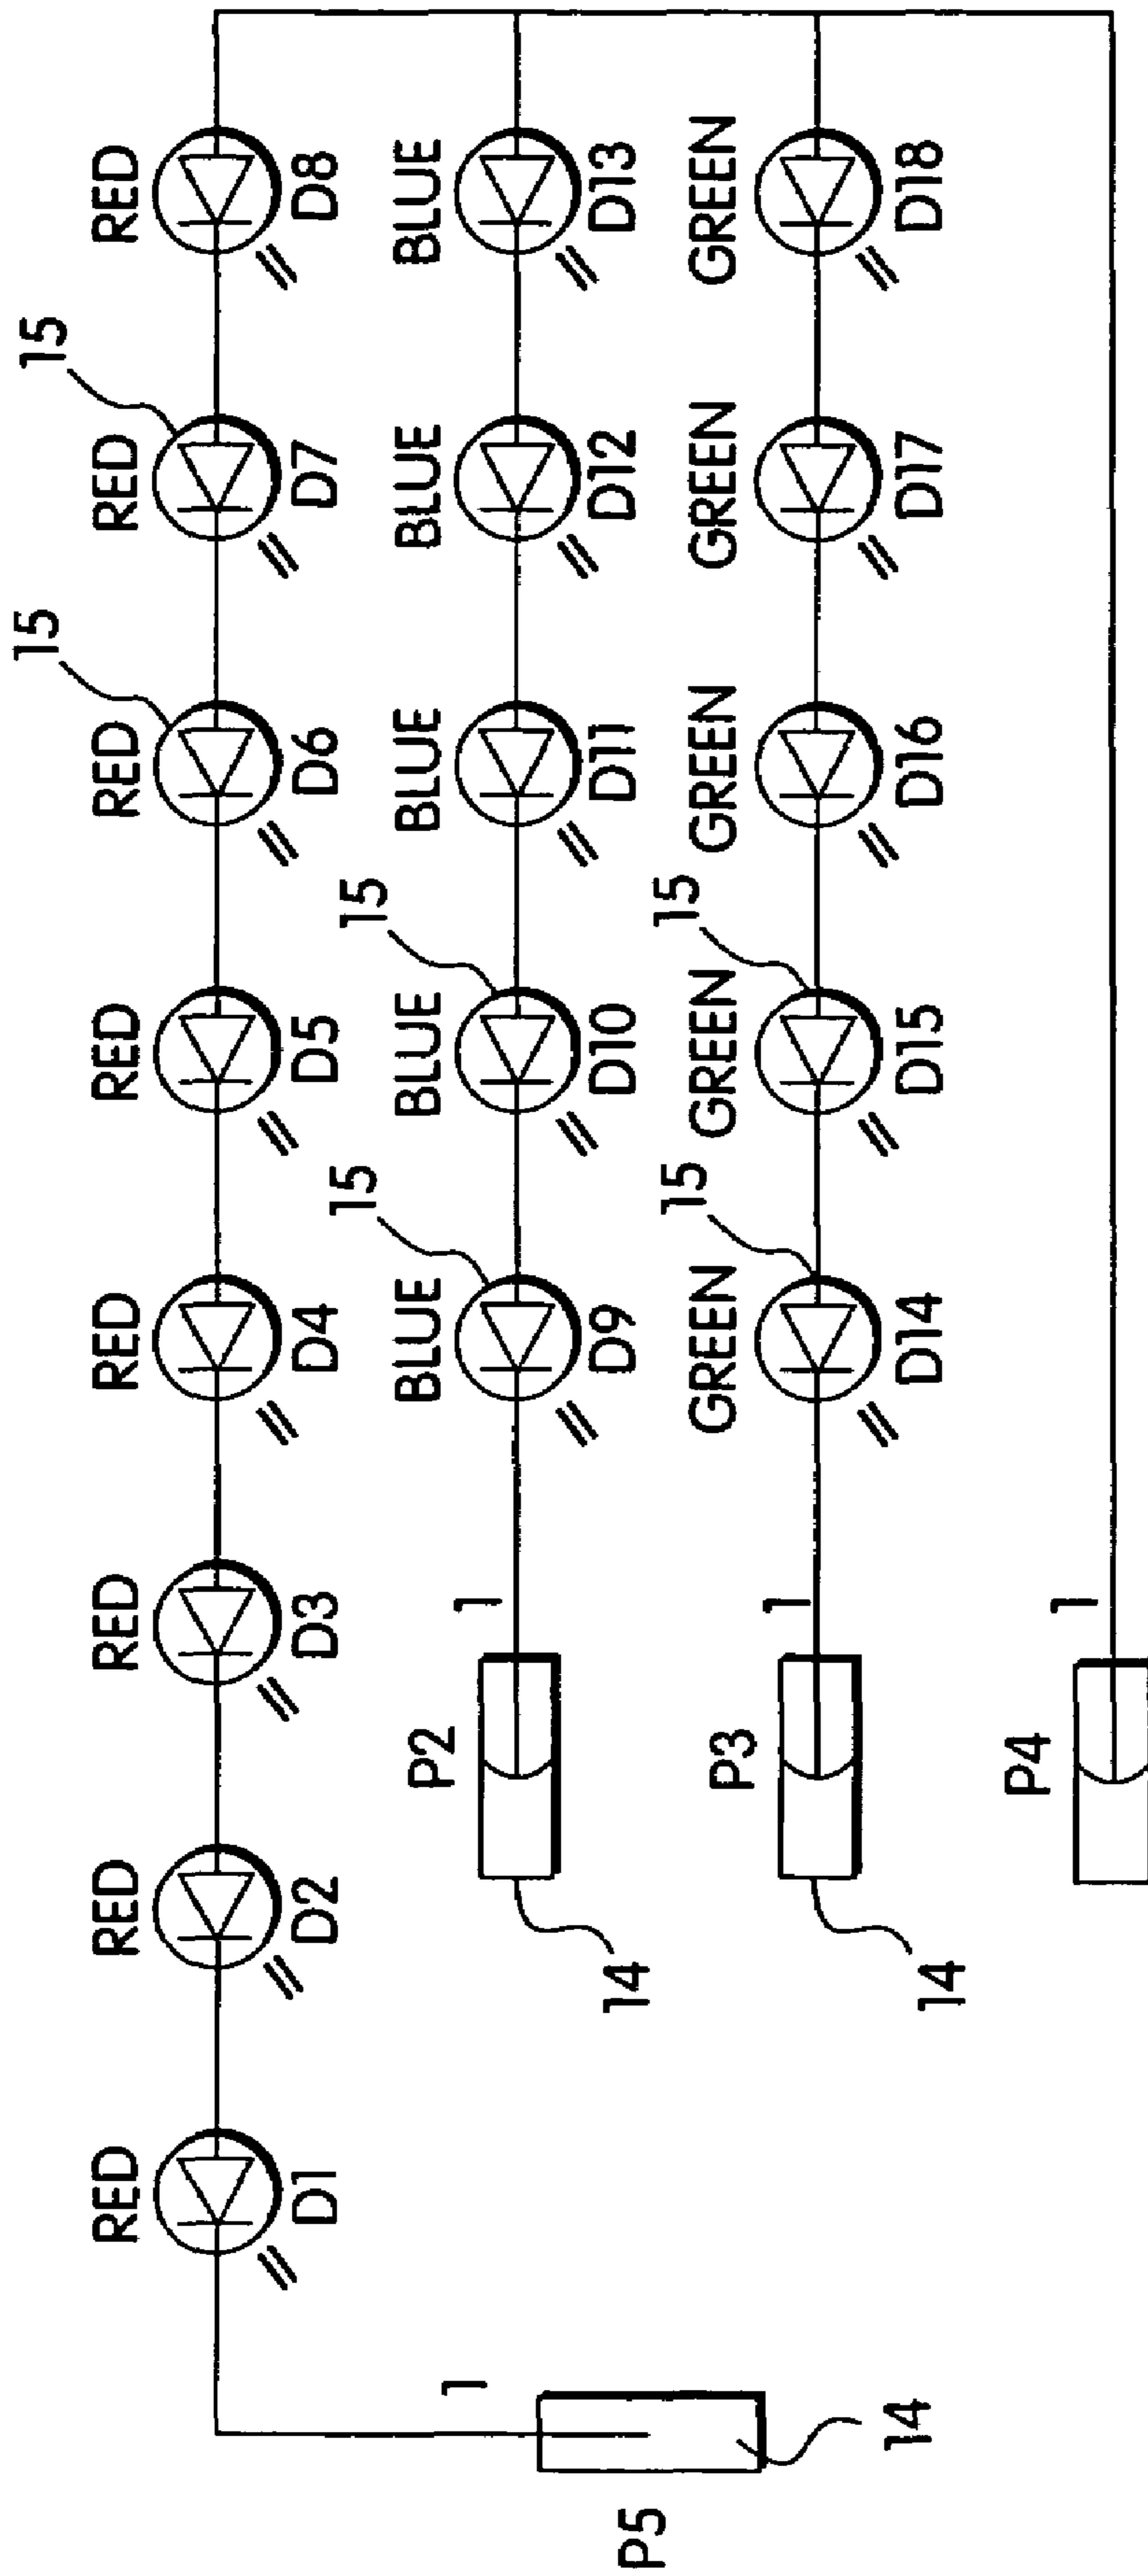 15
15
RED RED RED RED RED RED RED RED
D1 D2 D3 D4 D5 D6 D7 D8
15
15
BLUE BLUE BLUE BLUE BLUE
P2
1
D9 D10 D11 D12 D13
1
P5
14
14
15
15
GREEN GREEN GREEN GREEN GREEN
P3
1
D14 D15 D16 D17 D18
14
14
P4
1